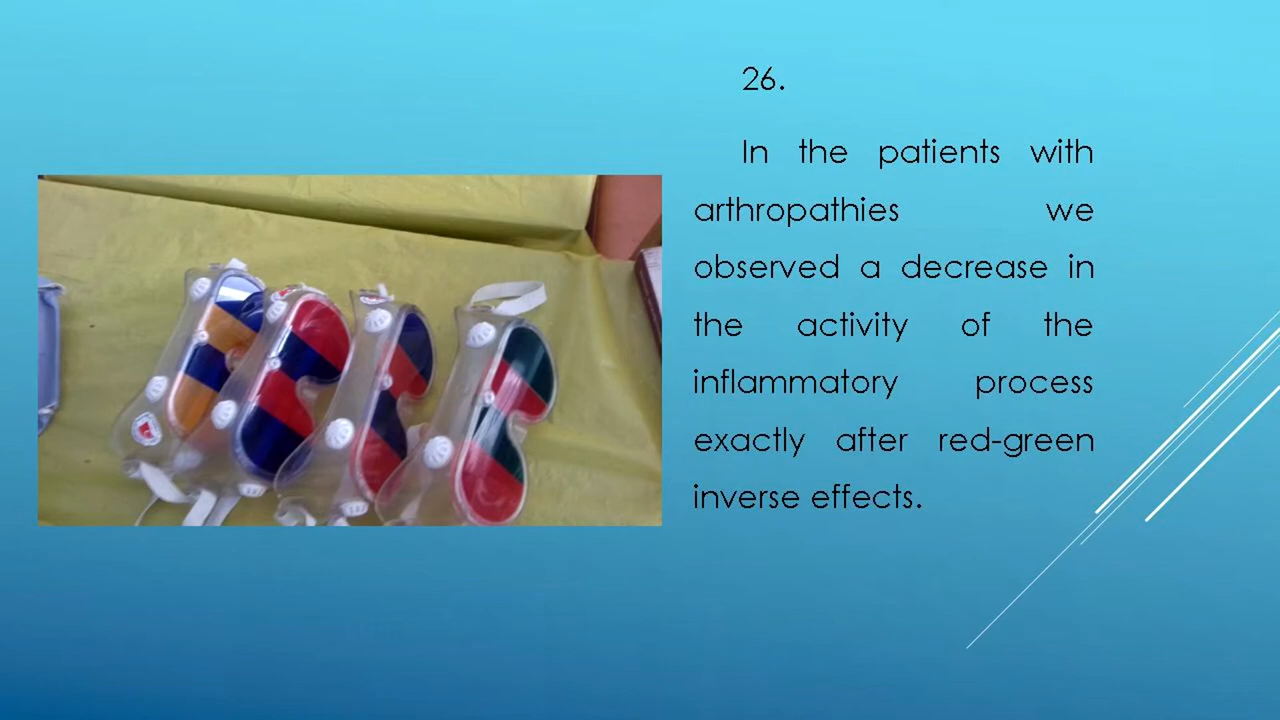 26.
In the patients with
arthropathies we
observed a decrease in
the activity of the
inflammatory process
exactly after red-green
inverse effects.